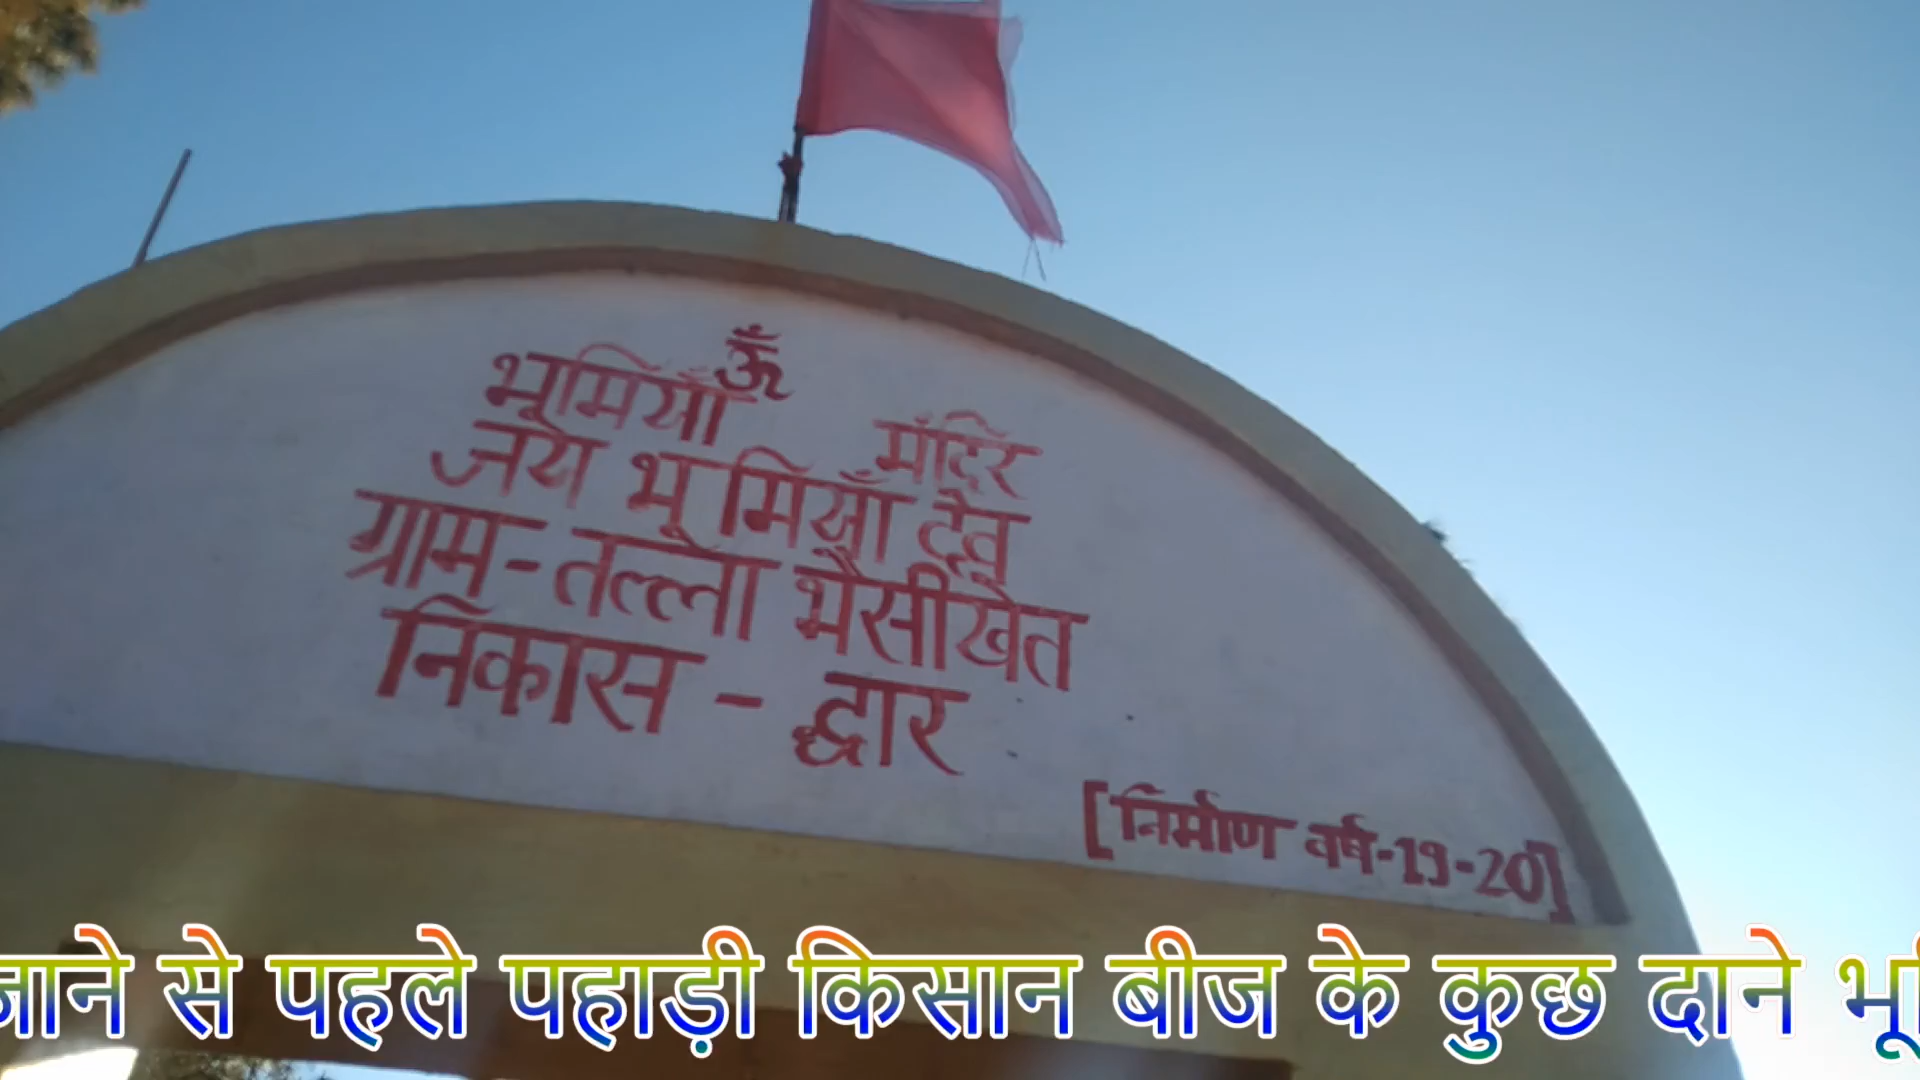 ॐ
भूमियाँ मंदिर
जय भूमियाँ देव
ग्राम-तल्ला भैसीखेत
निकास - द्वार
[निर्माण वर्ष-19-20]
जाने से पहले पहाड़ी किसान बीज के कुछ दाने